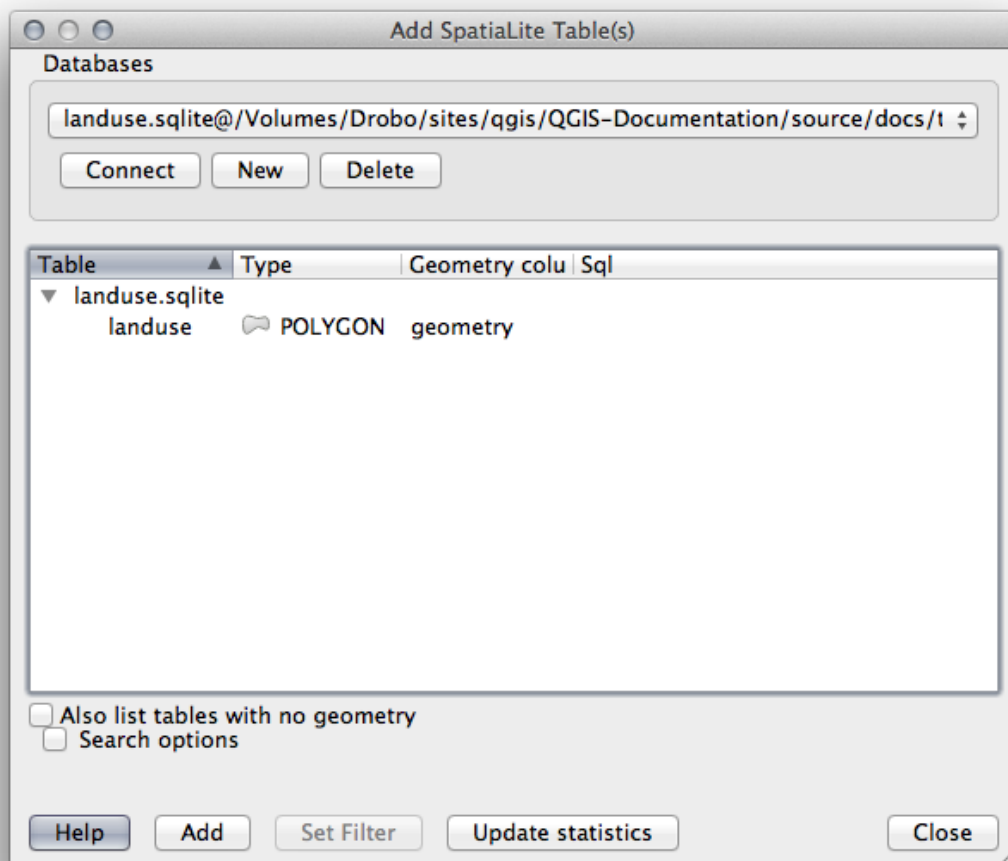 Add SpatiaLite Table(s)
Databases
landuse.sqlite@/Volumes/Drobo/sites/qgis/QGIS-Documentation/source/docs/t
Connect New Delete
Table Type Geometry colu Sql
landuse.sqlite
landuse POLYGON geometry
Also list tables with no geometry
Search options
Help Add Set Filter Update statistics Close